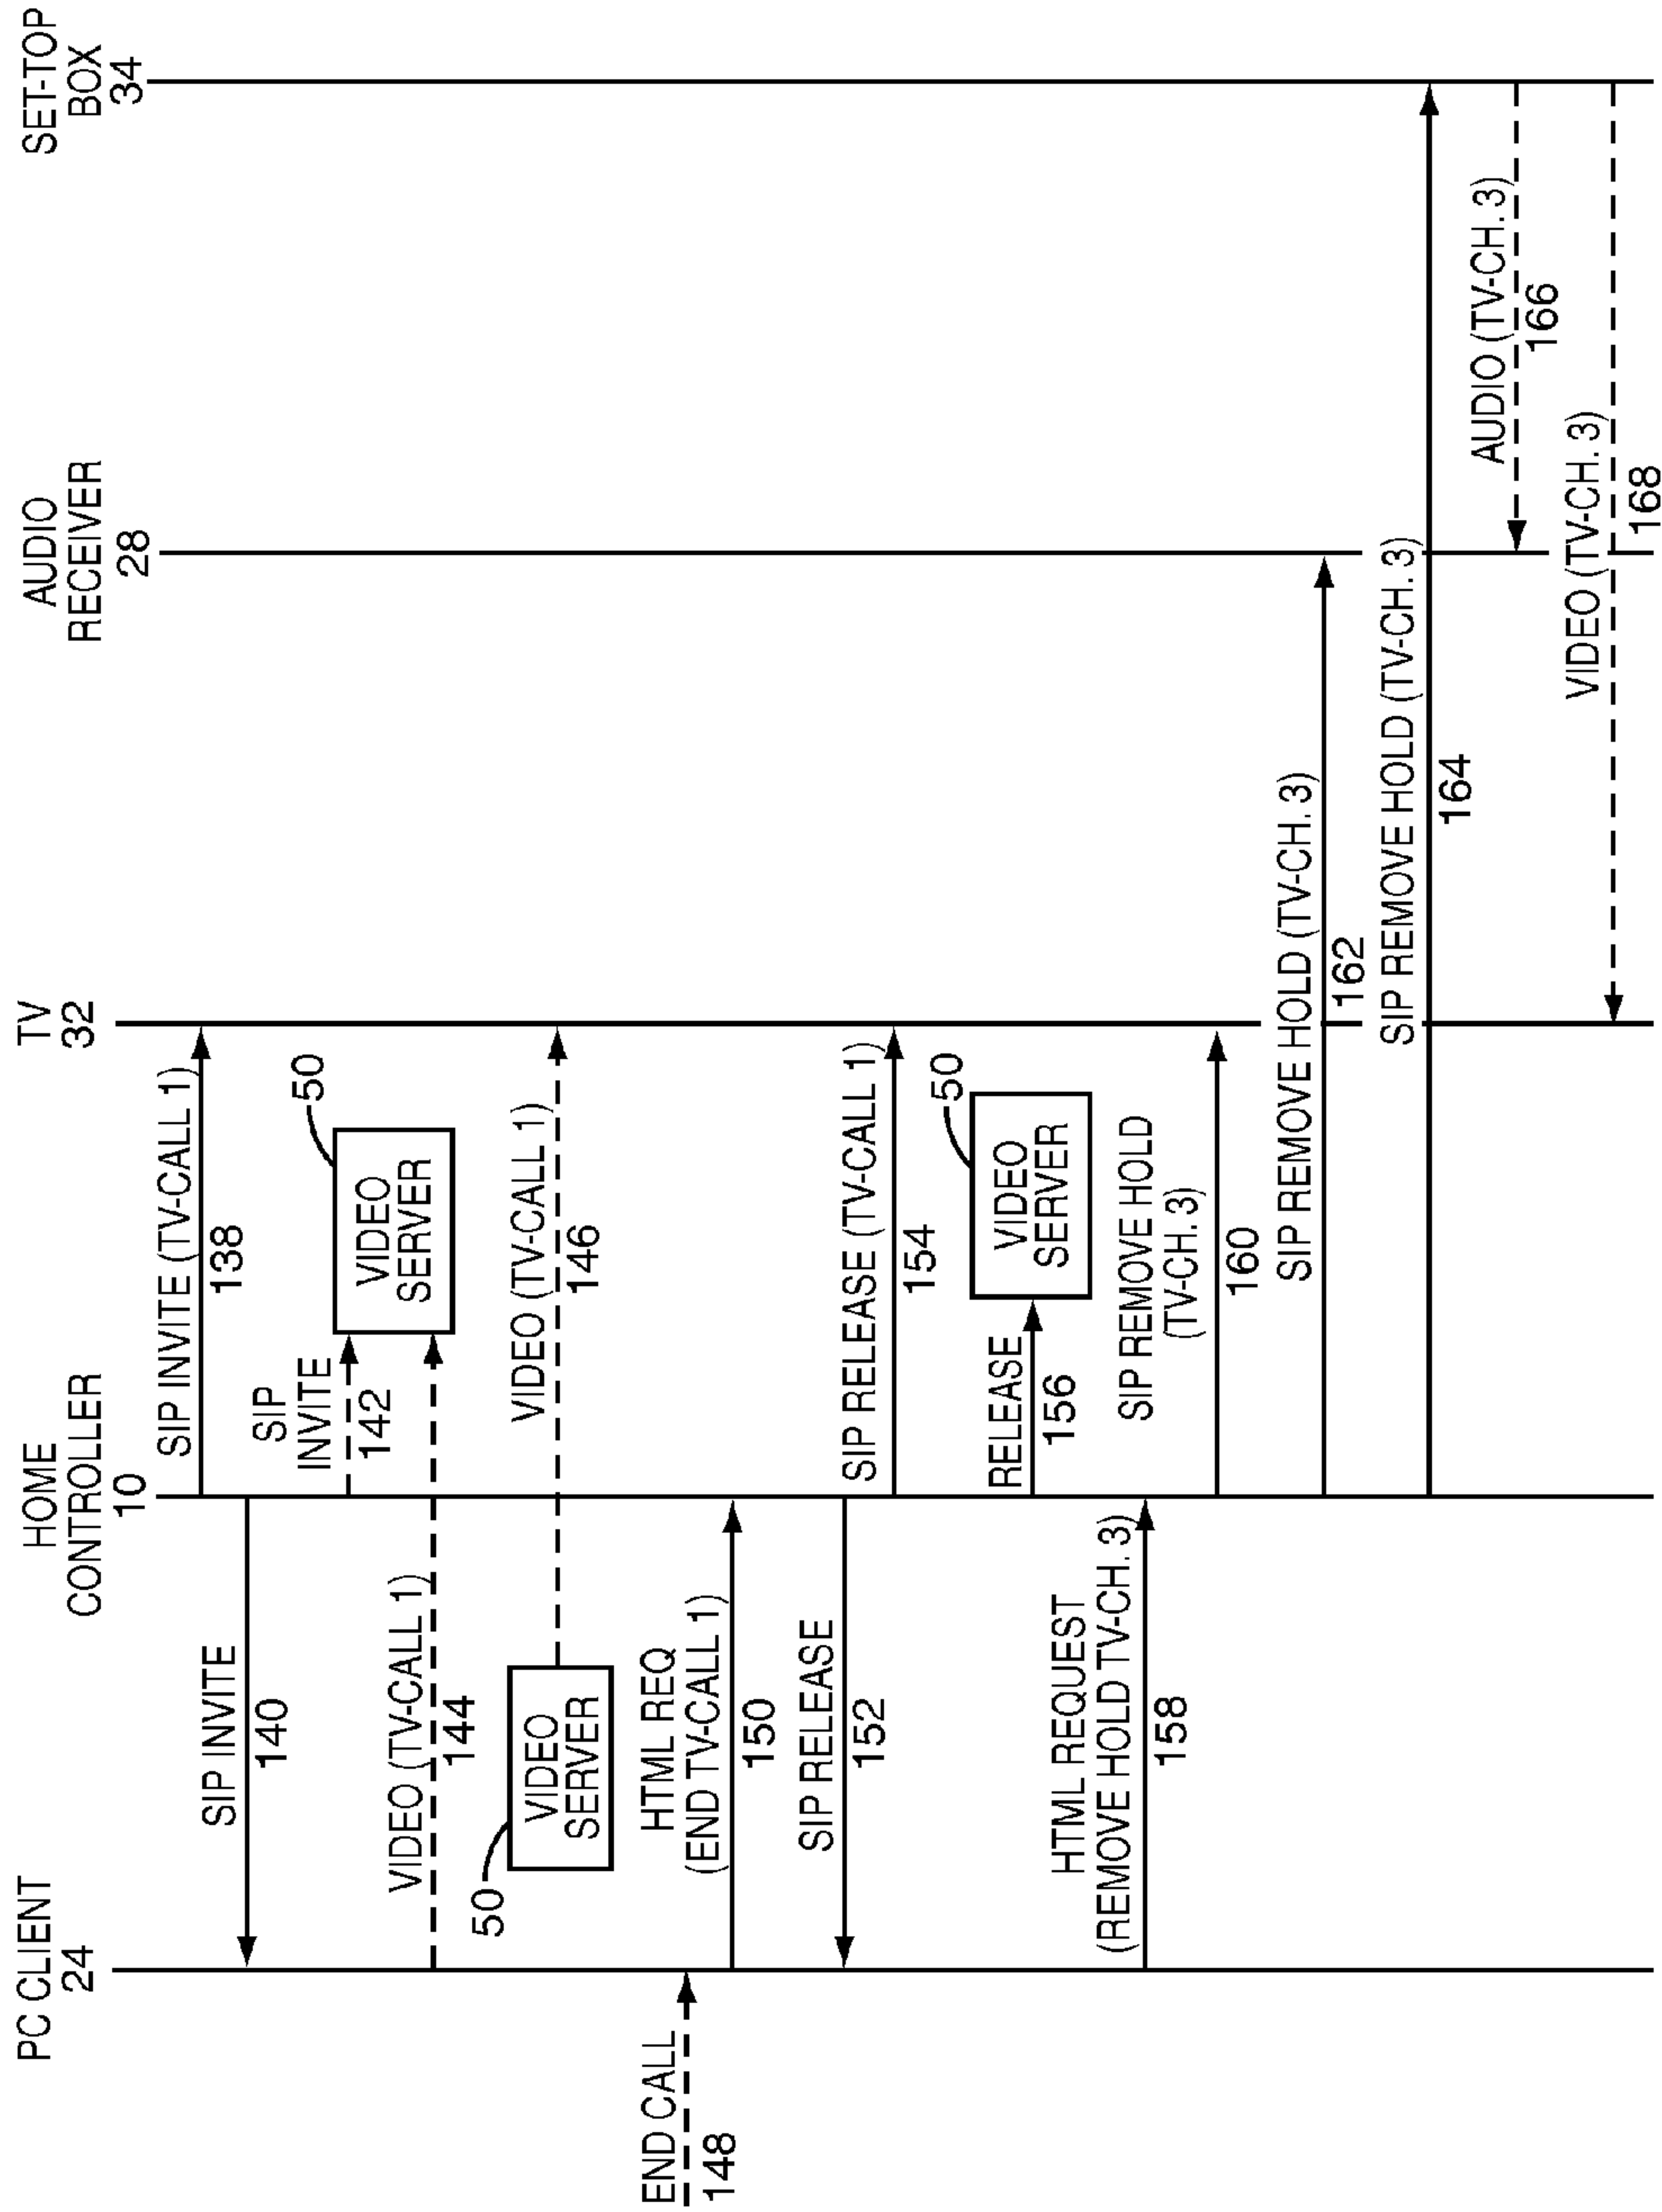 PC CLIENT
24
HOME
CONTROLLER
10
TV
32
AUDIO
RECEIVER
28
SET-TOP
BOX
34
SIP INVITE (TV-CALL 1)
138
SIP INVITE
140
SIP
INVITE
142
50
VIDEO
SERVER
VIDEO (TV-CALL 1)
144
50
VIDEO
SERVER
VIDEO (TV-CALL 1)
146
END CALL
148
HTML REQ
(END TV-CALL 1)
150
SIP RELEASE
152
SIP RELEASE (TV-CALL 1)
154
50
VIDEO
SERVER
RELEASE
156
HTML REQUEST
(REMOVE HOLD TV-CH. 3)
158
SIP REMOVE HOLD
(TV-CH. 3)
160
SIP REMOVE HOLD (TV-CH. 3)
162
SIP REMOVE HOLD (TV-CH. 3)
164
AUDIO (TV-CH. 3)
166
VIDEO (TV-CH. 3)
168